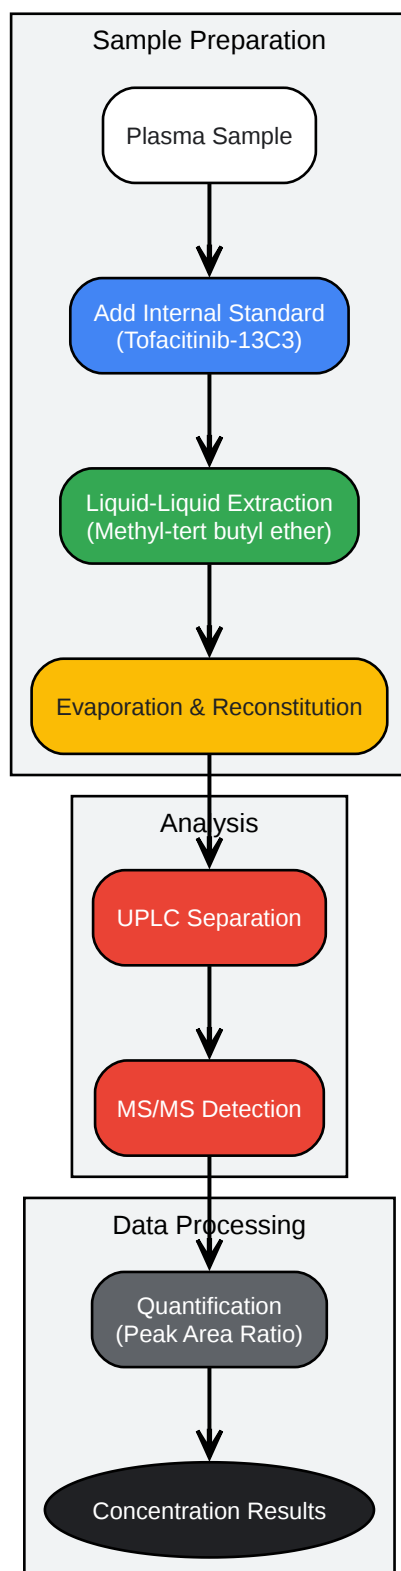 Sample Preparation
Plasma Sample
Add Internal Standard
(Tofacitinib-13C3)
Liquid-Liquid Extraction
(Methyl-tert butyl ether)
Evaporation & Reconstitution
Analysis
UPLC Separation
MS/MS Detection
Data Processing
Quantification
(Peak Area Ratio)
Concentration Results